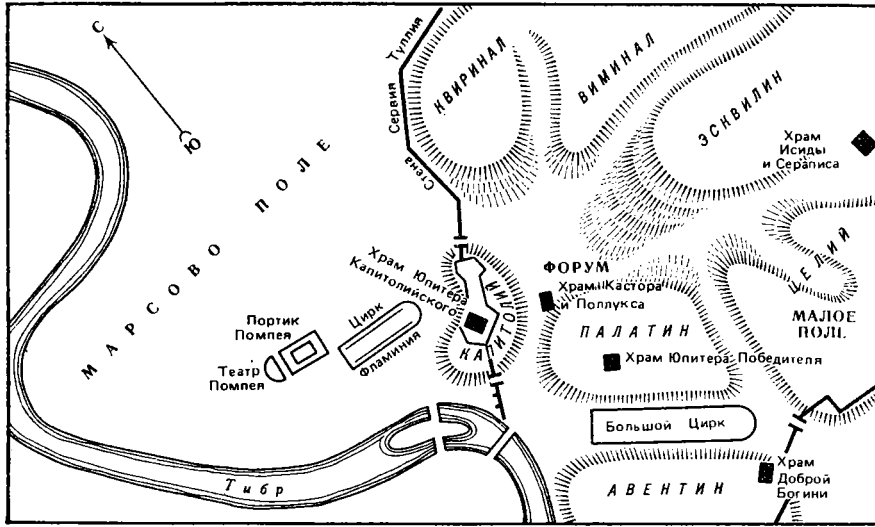 С
Ю
МАРСОВО ПОЛЕ
Стена Сервия Туллия
КВИРИНАЛ
ВИМИНАЛ
ЭСКВИЛИН
Храм
Исиды
и Сераписа
ЦЕЛИЙ
МАЛОЕ
ПОЛЕ
Храм Юпитера
Капитолийского
КАПИТОЛИЙ
ФОРУМ
Храм Кастора
и Поллукса
ПАЛАТИН
Храм Юпитера Победителя
Портик
Помпея
Театр
Помпея
Цирк
Фламиния
Большой Цирк
Тибр
АВЕНТИН
Храм
Доброй
Богини